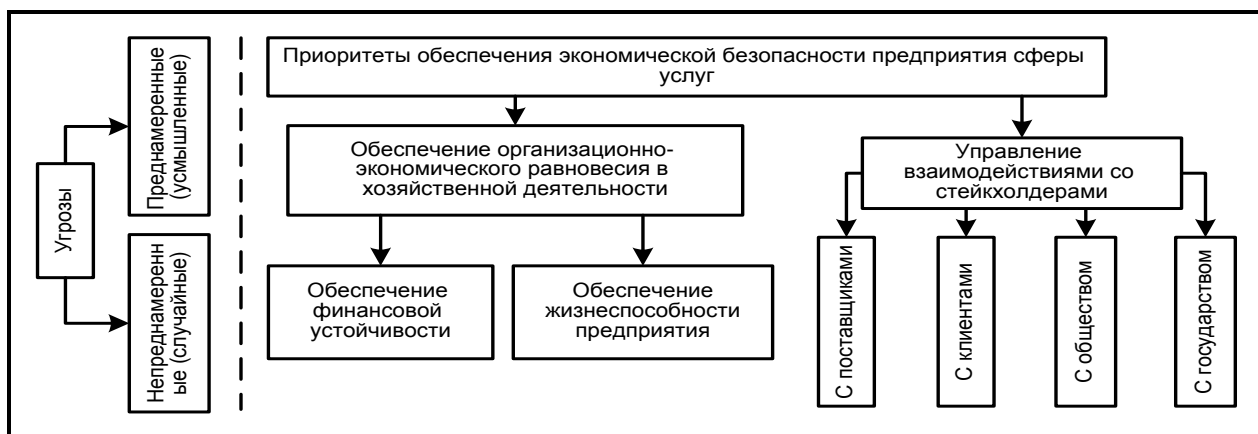 Угрозы
Преднамеренные
(усмышленные)
Непреднамеренн
ые (случайные)
Приоритеты обеспечения экономической безопасности предприятия сферы
услуг
Обеспечение организационно-
экономического равновесия в
хозяйственной деятельности
Управление
взаимодействиями со
стейкхолдерами
Обеспечение
финансовой
устойчивости
Обеспечение
жизнеспособности
предприятия
С поставщиками
С клиентами
С обществом
С государством